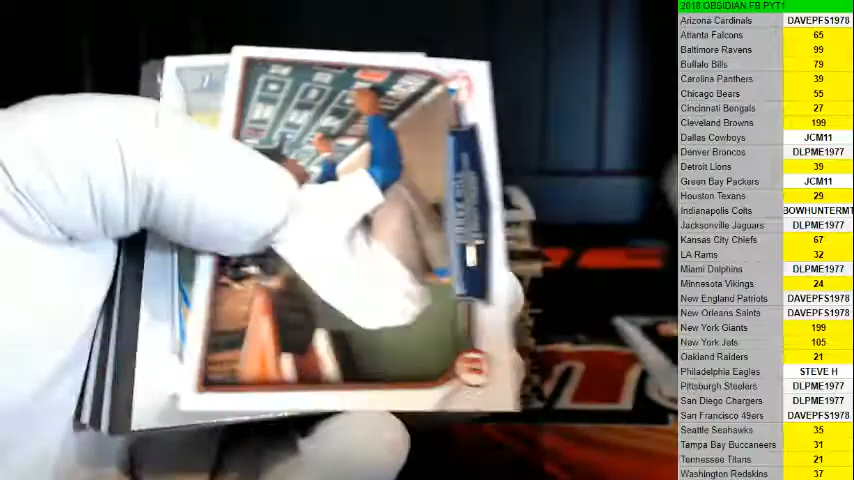 2018 OBSIDIAN FB PYT1
Arizona Cardinals DAVEPFS1978
Atlanta Falcons 65
Baltimore Ravens 99
Buffalo Bills 79
Carolina Panthers 39
Chicago Bears 55
Cincinnati Bengals 27
Cleveland Browns 199
Dallas Cowboys JCM11
Denver Broncos DLPME1977
Detroit Lions 39
Green Bay Packers JCM11
Houston Texans 29
Indianapolis Colts BOWHUNTERMT
Jacksonville Jaguars DLPME1977
Kansas City Chiefs 67
LA Rams 32
Miami Dolphins DLPME1977
Minnesota Vikings 24
New England Patriots DAVEPFS1978
New Orleans Saints DAVEPFS1978
New York Giants 199
New York Jets 105
Oakland Raiders 21
Philadelphia Eagles STEVE H
Pittsburgh Steelers DLPME1977
San Diego Chargers DLPME1977
San Francisco 49ers DAVEPFS1978
Seattle Seahawks 35
Tampa Bay Buccaneers 31
Tennessee Titans 21
Washington Redskins 37